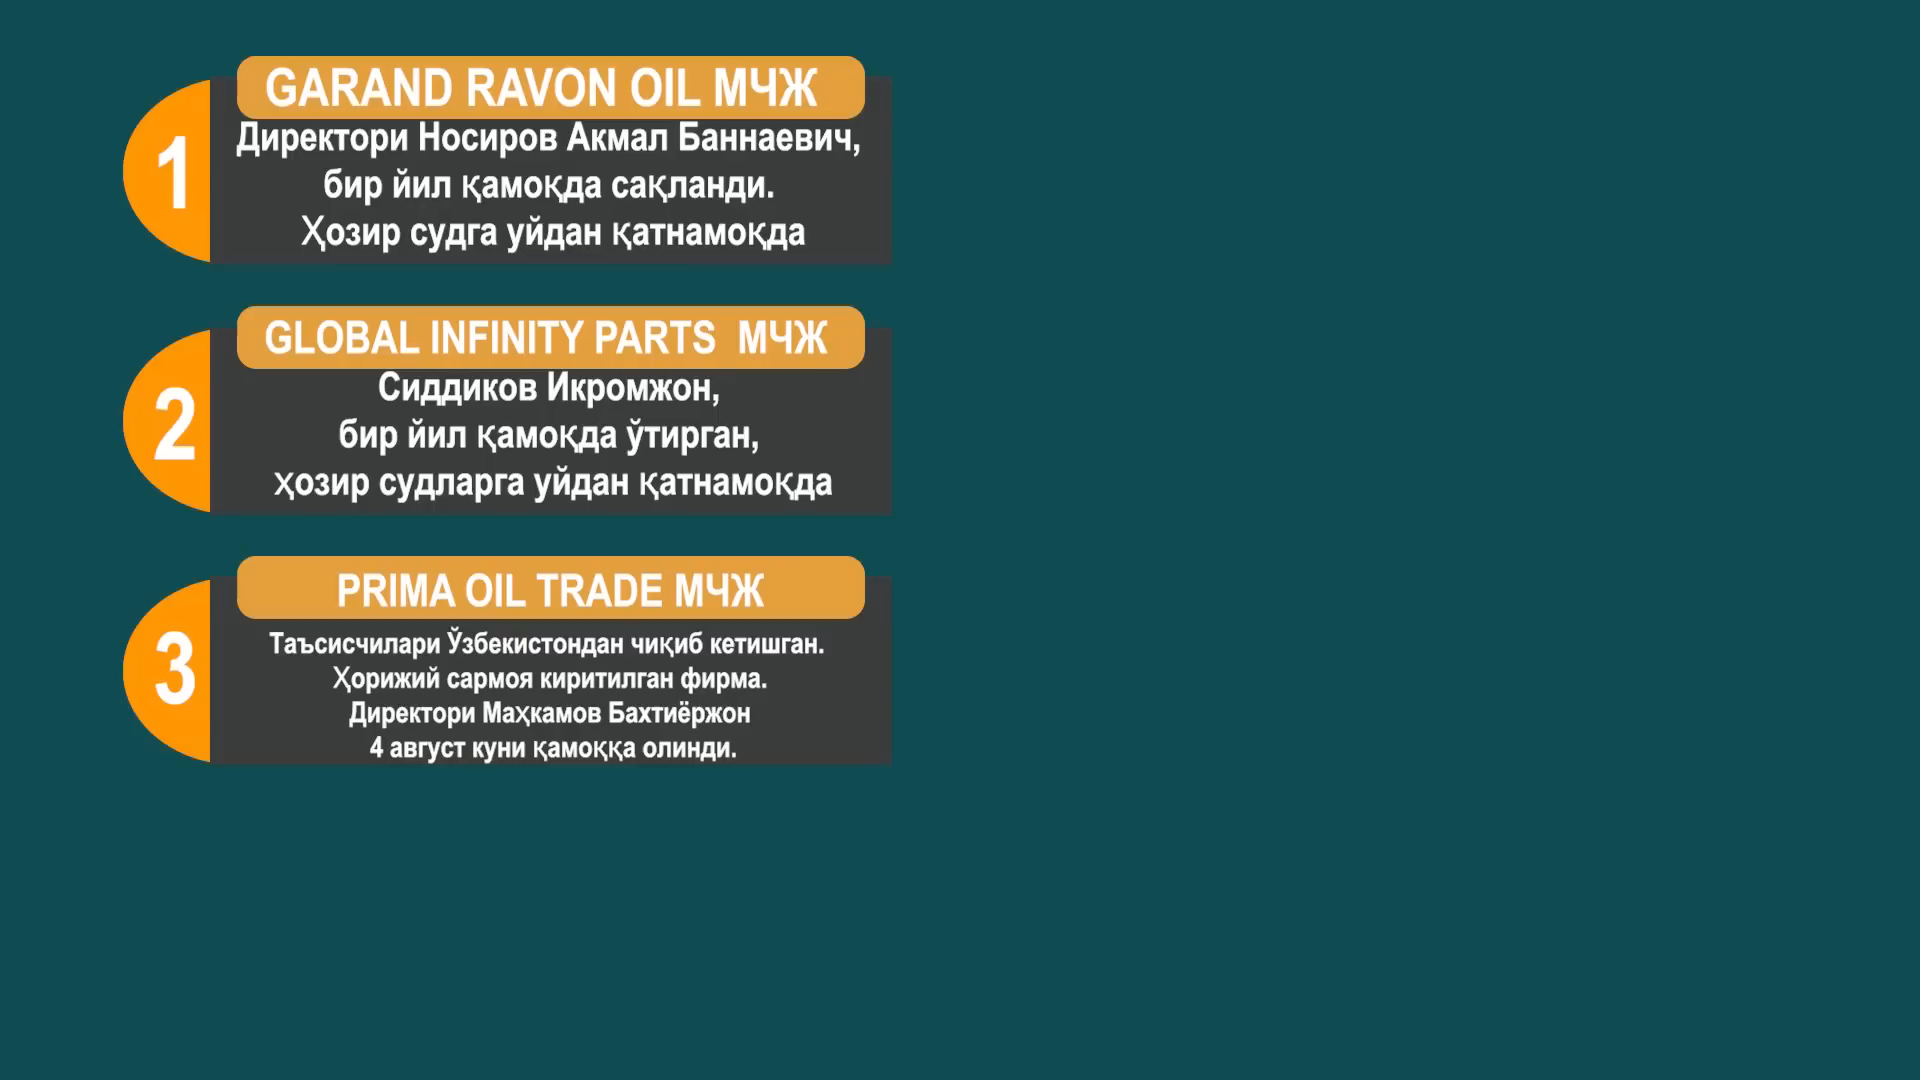 1
GARAND RAVON OIL МЧЖ
Директори Носиров Акмал Баннаевич,
бир йил қамоқда сақланди.
Ҳозир судга уйдан қатнамоқда
2
GLOBAL INFINITY PARTS МЧЖ
Сиддиков Икромжон,
бир йил қамоқда ўтирган,
ҳозир судларга уйдан қатнамоқда
3
PRIMA OIL TRADE МЧЖ
Таъсисчилари Ўзбекистондан чиқиб кетишган.
Ҳорижий сармоя киритилган фирма.
Директори Маҳкамов Бахтиёржон
4 август куни қамоққа олинди.